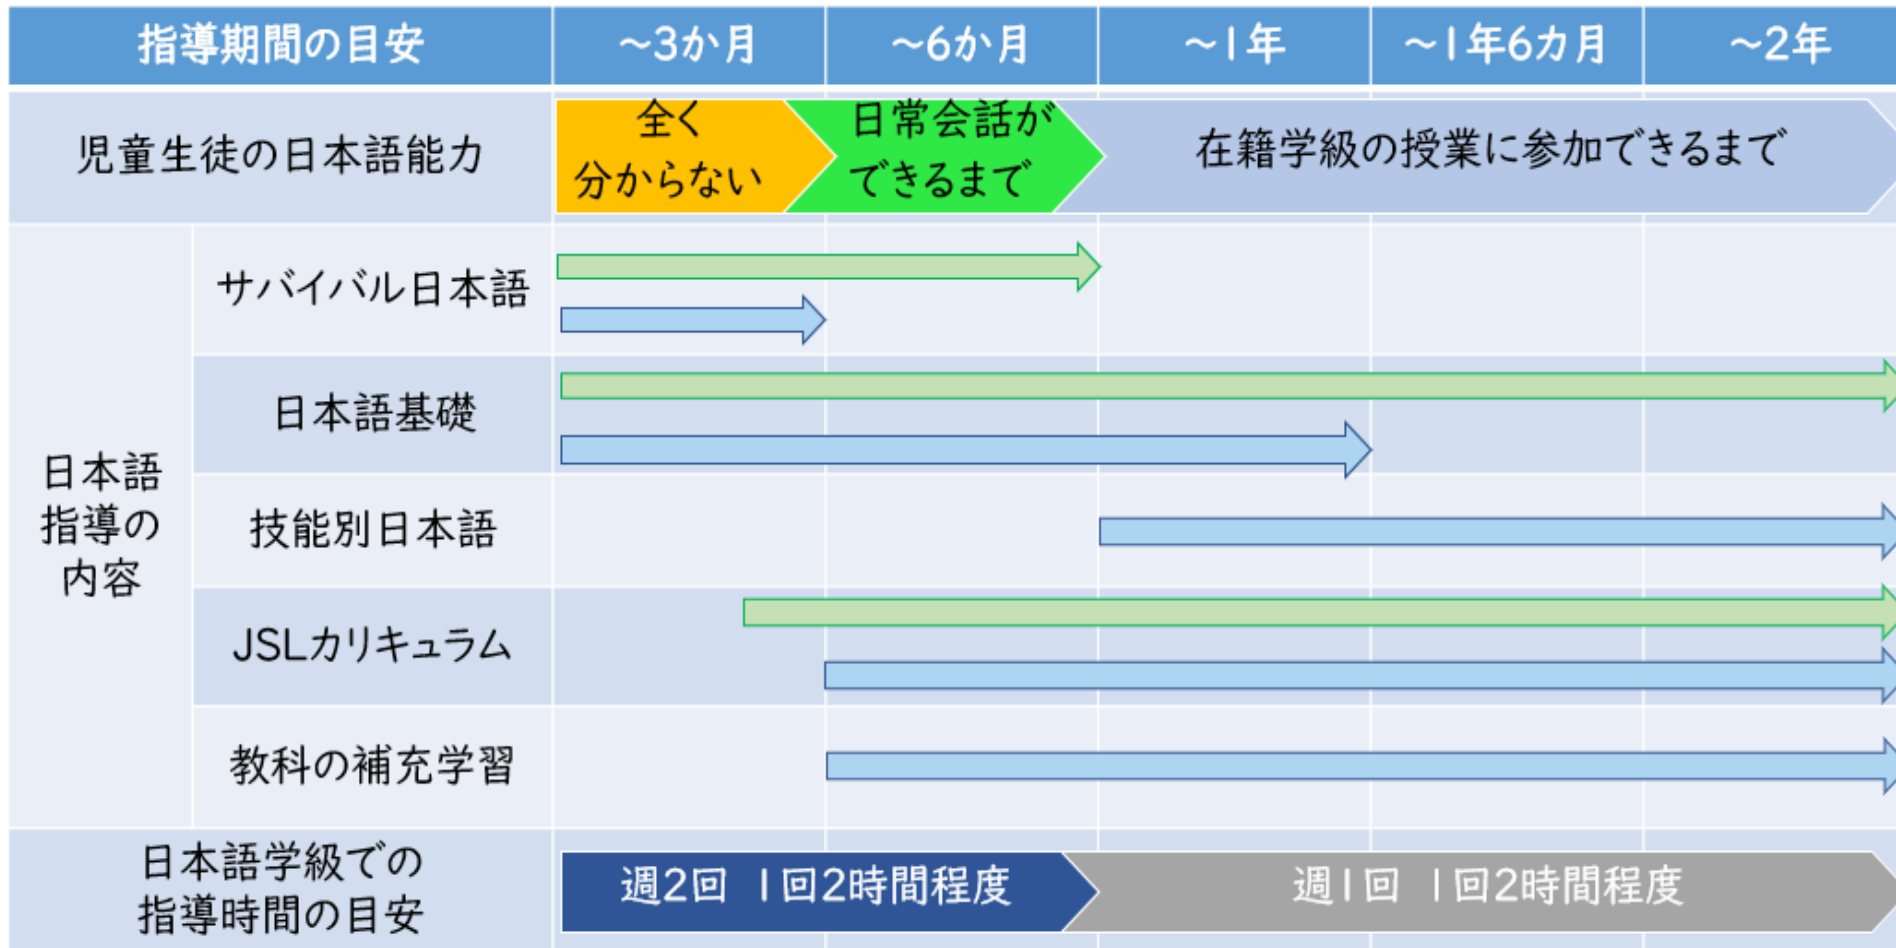 指導期間の目安
~3か月
~6か月
~1年
~1年6カ月
~2年
児童生徒の日本語能力
全く
分からない
日常会話が
できるまで
在籍学級の授業に参加できるまで
日本語
指導の
内容
サバイバル日本語
日本語基礎
技能別日本語
JSLカリキュラム
教科の補充学習
日本語学級での
指導時間の目安
週2回 1回2時間程度
週1回 1回2時間程度